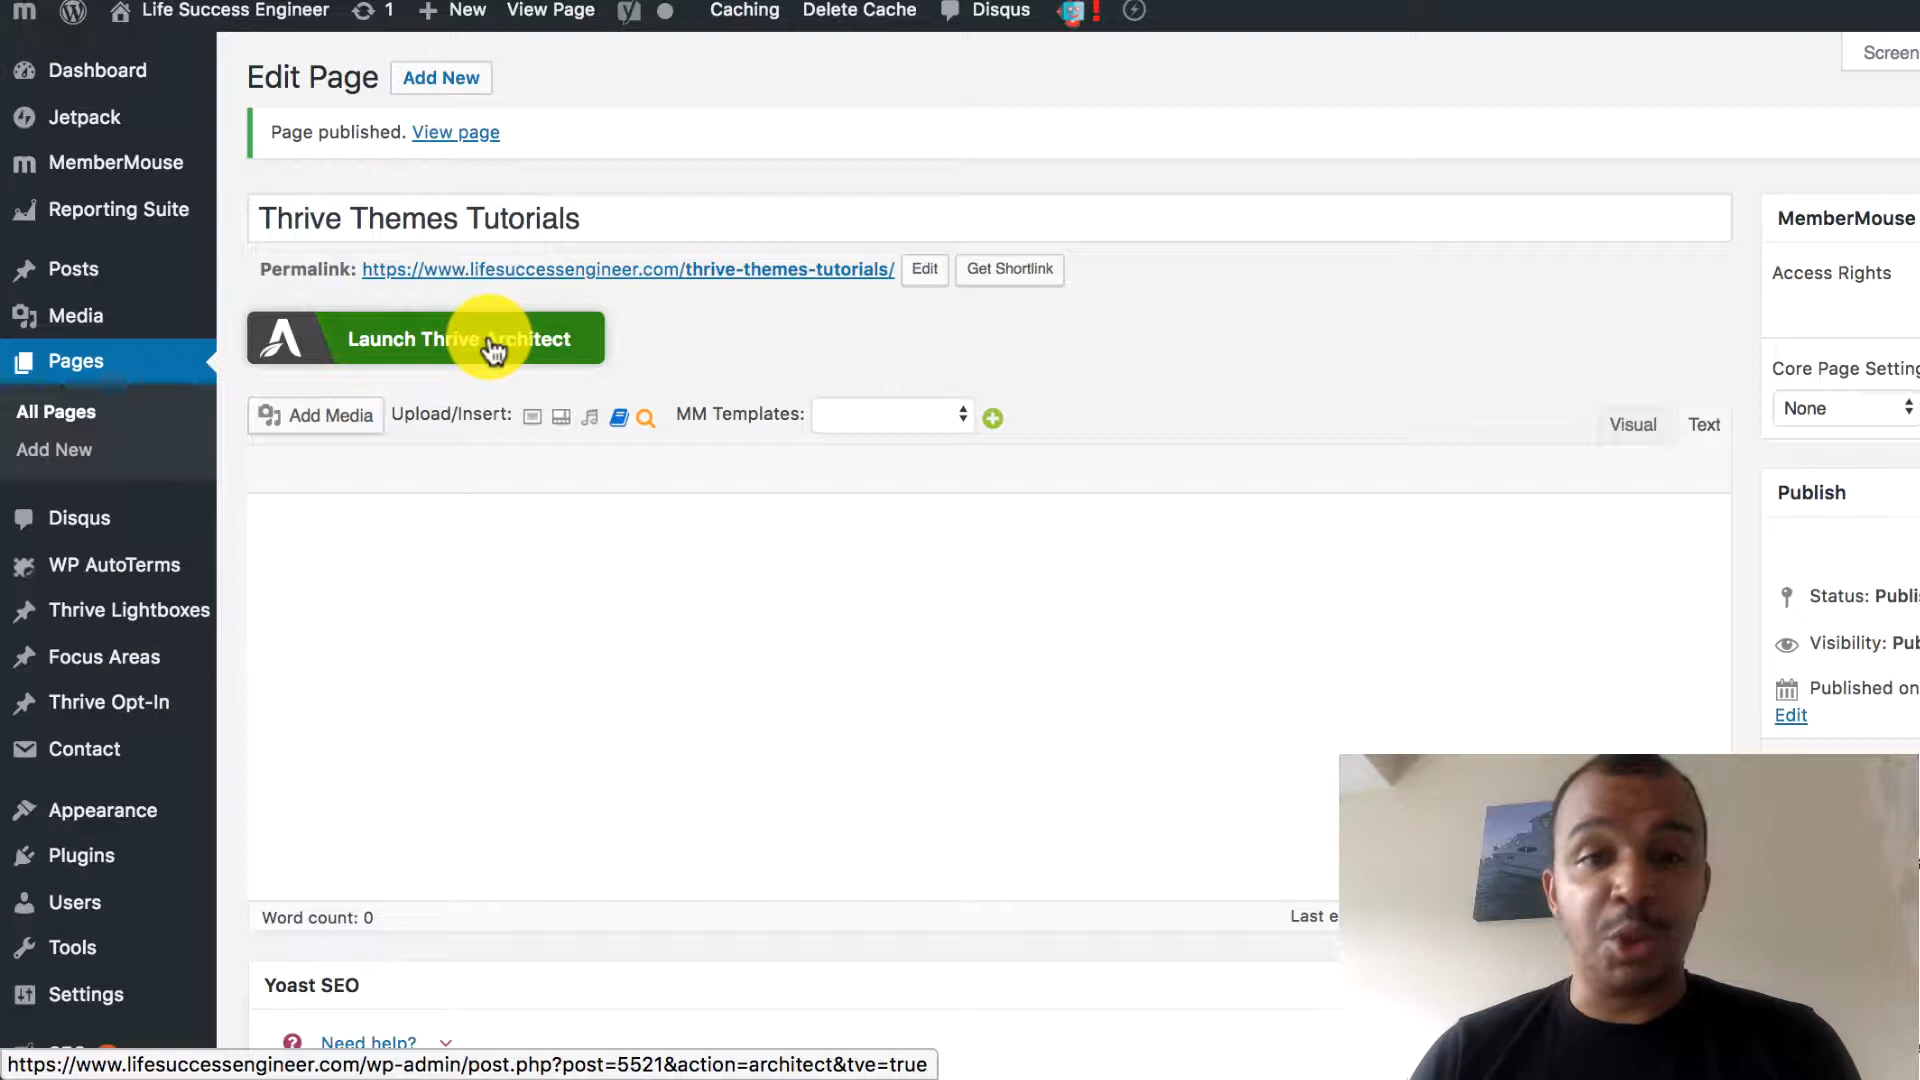 Life Success Engineer 1 New View Page Caching Delete Cache Disqus
Screen
Dashboard
Jetpack
MemberMouse
Reporting Suite
Posts
Media
Pages
All Pages
Add New
Disqus
WP AutoTerms
Thrive Lightboxes
Focus Areas
Thrive Opt-In
Contact
Appearance
Plugins
Users
Tools
Settings
Edit Page Add New
Page published. View page
Thrive Themes Tutorials
Permalink: https://www.lifesuccessengineer.com/thrive-themes-tutorials/ Edit Get Shortlink
Launch Thrive Architect
Add Media Upload/Insert: MM Templates:
Visual Text
Word count: 0
Last e
Yoast SEO
Need help?
MemberMouse
Access Rights
Core Page Setting
None
Publish
Status: Publi
Visibility: Pub
Published on
Edit
https://www.lifesuccessengineer.com/wp-admin/post.php?post=5521&action=architect&tve=true